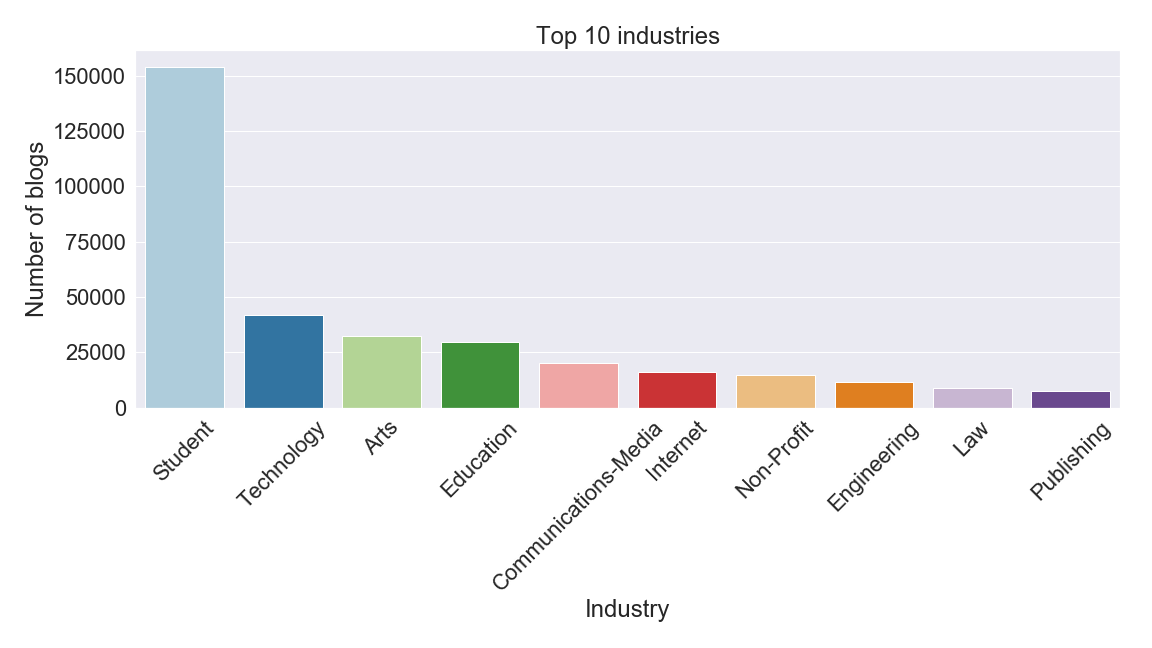 Top 10 industries
Number of blogs
150000
125000
100000
75000
50000
25000
0
Student
Technology
Arts
Education
Communications-Media
Internet
Non-Profit
Engineering
Law
Publishing
Industry